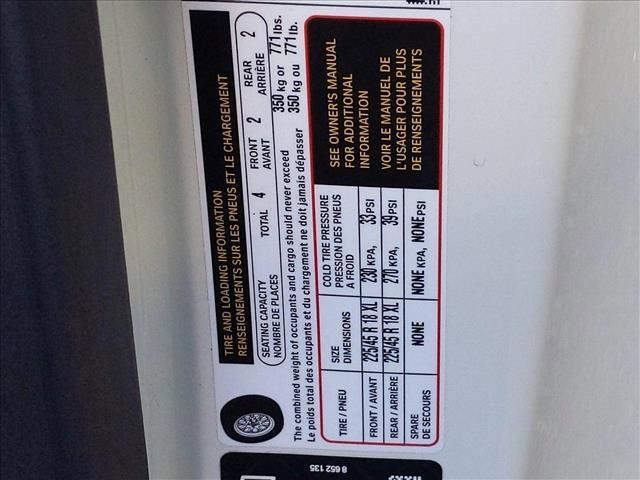 TIRE AND LOADING INFORMATION
RENSEIGNEMENTS SUR LES PNEUS ET LE CHARGEMENT
SEATING CAPACITY TOTAL 4 FRONT 2 REAR 2
NOMBRE DE PLACES AVANT ARRIÈRE
The combined weight of occupants and cargo should never exceed 350 kg or 771 lbs.
Le poids total des occupants et du chargement ne doit jamais dépasser 350 kg ou 771 lb.
TIRE / PNEU SIZE COLD TIRE PRESSURE
DIMENSIONS PRESSION DES PNEUS
A FROID
FRONT / AVANT 225/45 R 18 XL 230 KPA, 33 PSI
REAR / ARRIÈRE 225/45 R 18 XL 270 KPA, 39 PSI
SPARE NONE NONE KPA, NONE PSI
DE SECOURS
SEE OWNER'S MANUAL
FOR ADDITIONAL
INFORMATION
VOIR LE MANUEL DE
L'USAGER POUR PLUS
DE RENSEIGNEMENTS
8 652 135